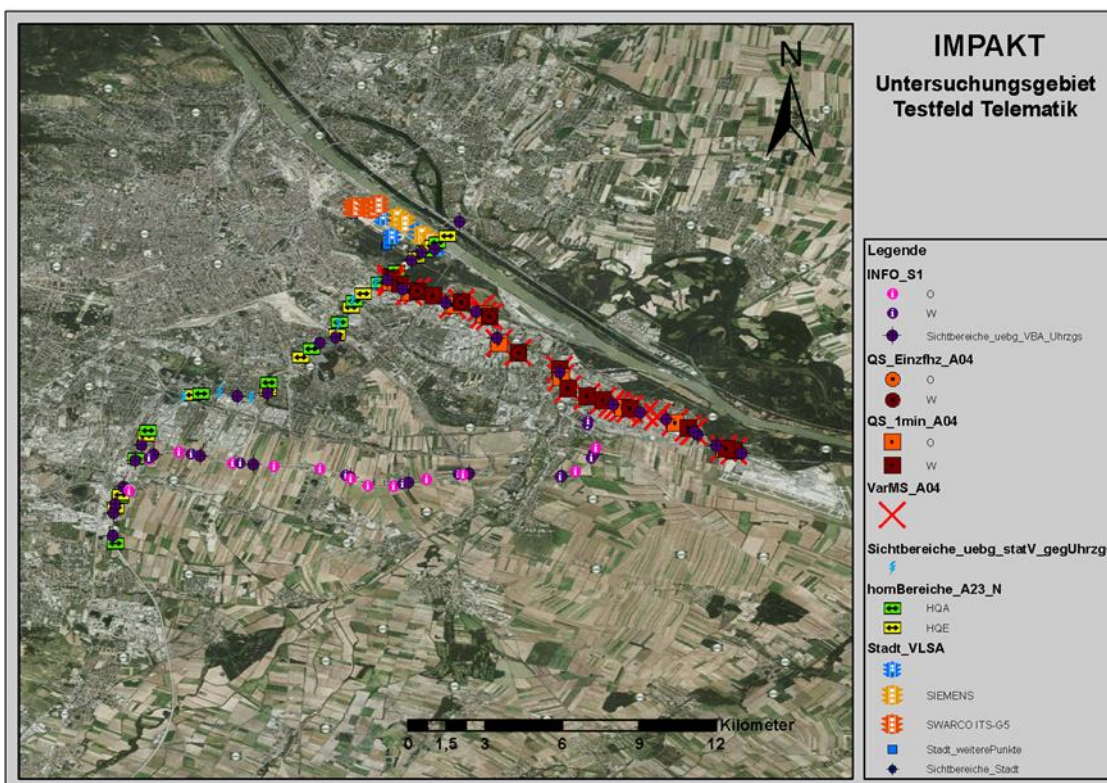 IMPAKT
Untersuchungsgebiet
Testfeld Telematik
N
Legende
INFO_S1
O
W
Sichtbereiche_uebg_VBA_Uhrzgs
QS_Einzfhz_A04
O
W
QS_1min_A04
O
W
VarMS_A04
Sichtbereiche_uebg_statV_gegUhrzgs
homBereiche_A23_N
HQA
HQE
Stadt_VLSA
SIEMENS
SWARCO ITS-G5
Stadt_weiterePunkte
Sichtbereiche_Stadt
Kilometer
0 1,5 3 6 9 12